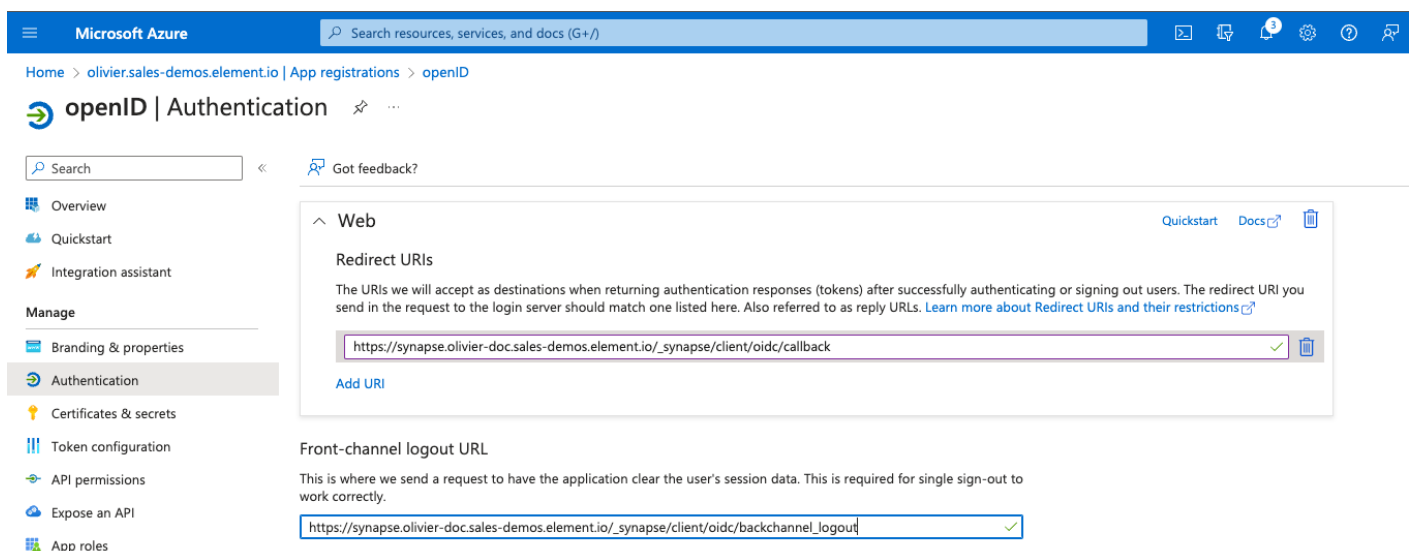 Microsoft Azure
Search resources, services, and docs (G+/)
3
Home > olivier.sales-demos.element.io | App registrations > openID
openID | Authentication
Search
Got feedback?
Overview
Quickstart
Integration assistant
Manage
Branding & properties
Authentication
Certificates & secrets
Token configuration
API permissions
Expose an API
App roles
Web
Quickstart
Docs
Redirect URIs
The URIs we will accept as destinations when returning authentication responses (tokens) after successfully authenticating or signing out users. The redirect URI you
send in the request to the login server should match one listed here. Also referred to as reply URLs. Learn more about Redirect URIs and their restrictions
https://synapse.olivier-doc.sales-demos.element.io/_synapse/client/oidc/callback
Add URI
Front-channel logout URL
This is where we send a request to have the application clear the user's session data. This is required for single sign-out to
work correctly.
https://synapse.olivier-doc.sales-demos.element.io/_synapse/client/oidc/backchannel_logout